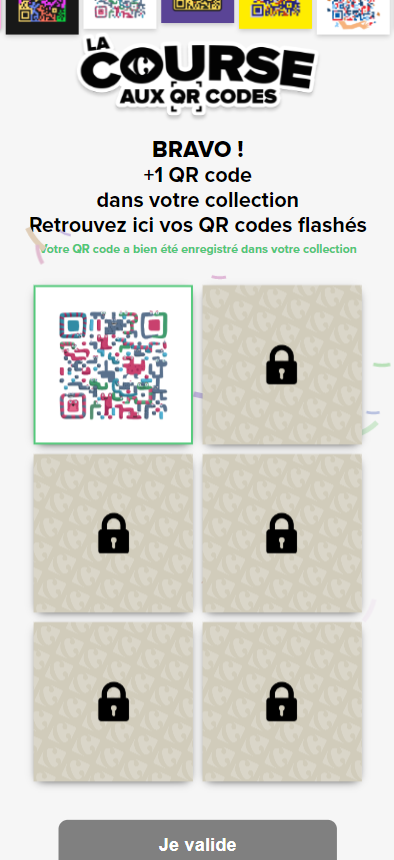 LA
COURSE
AUX QR CODES
BRAVO !
+1 QR code
dans votre collection
Retrouvez ici vos QR codes flashés
Votre QR code a bien été enregistré dans votre collection
Je valide